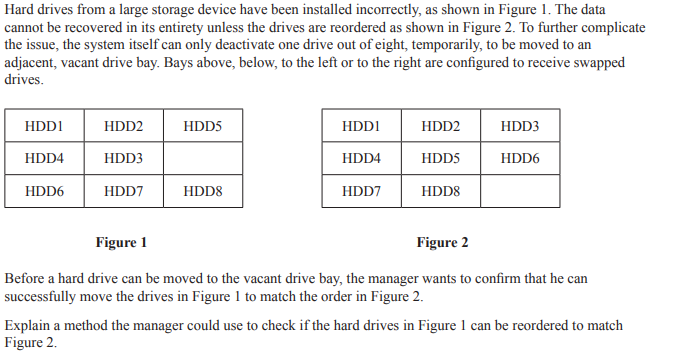 Hard drives from a large storage device have been installed incorrectly, as shown in Figure 1. The data
cannot be recovered in its entirety unless the drives are reordered as shown in Figure 2. To further complicate
the issue, the system itself can only deactivate one drive out of eight, temporarily, to be moved to an
adjacent, vacant drive bay. Bays above, below, to the left or to the right are configured to receive swapped
drives.
HDD1 HDD2 HDD5
HDD4 HDD3
HDD6 HDD7 HDD8
Figure 1
HDD1 HDD2 HDD3
HDD4 HDD5 HDD6
HDD7 HDD8
Figure 2
Before a hard drive can be moved to the vacant drive bay, the manager wants to confirm that he can
successfully move the drives in Figure 1 to match the order in Figure 2.
Explain a method the manager could use to check if the hard drives in Figure 1 can be reordered to match
Figure 2.